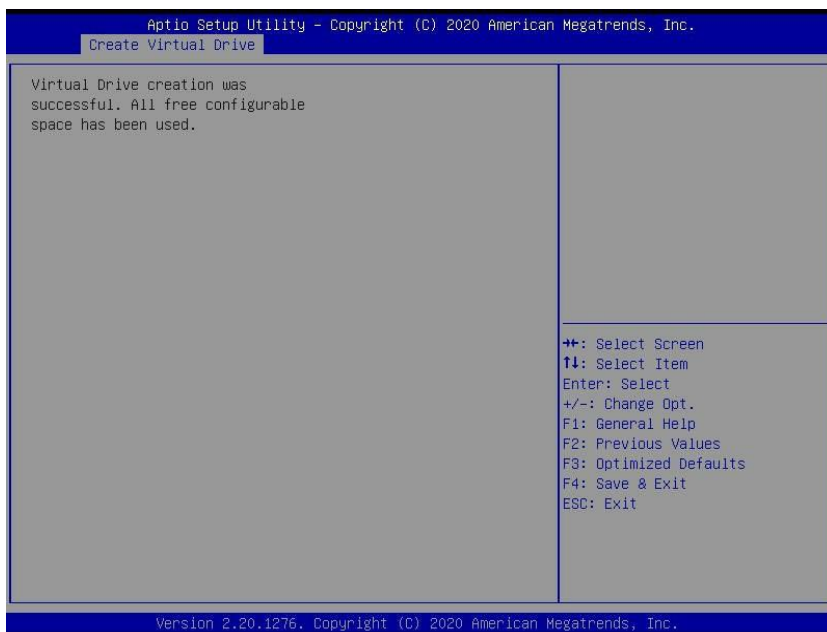 Aptio Setup Utility – Copyright (C) 2020 American Megatrends, Inc.
Create Virtual Drive
Virtual Drive creation was
successful. All free configurable
space has been used.
→←: Select Screen
↑↓: Select Item
Enter: Select
+/-: Change Opt.
F1: General Help
F2: Previous Values
F3: Optimized Defaults
F4: Save & Exit
ESC: Exit
Version 2.20.1276. Copyright (C) 2020 American Megatrends, Inc.